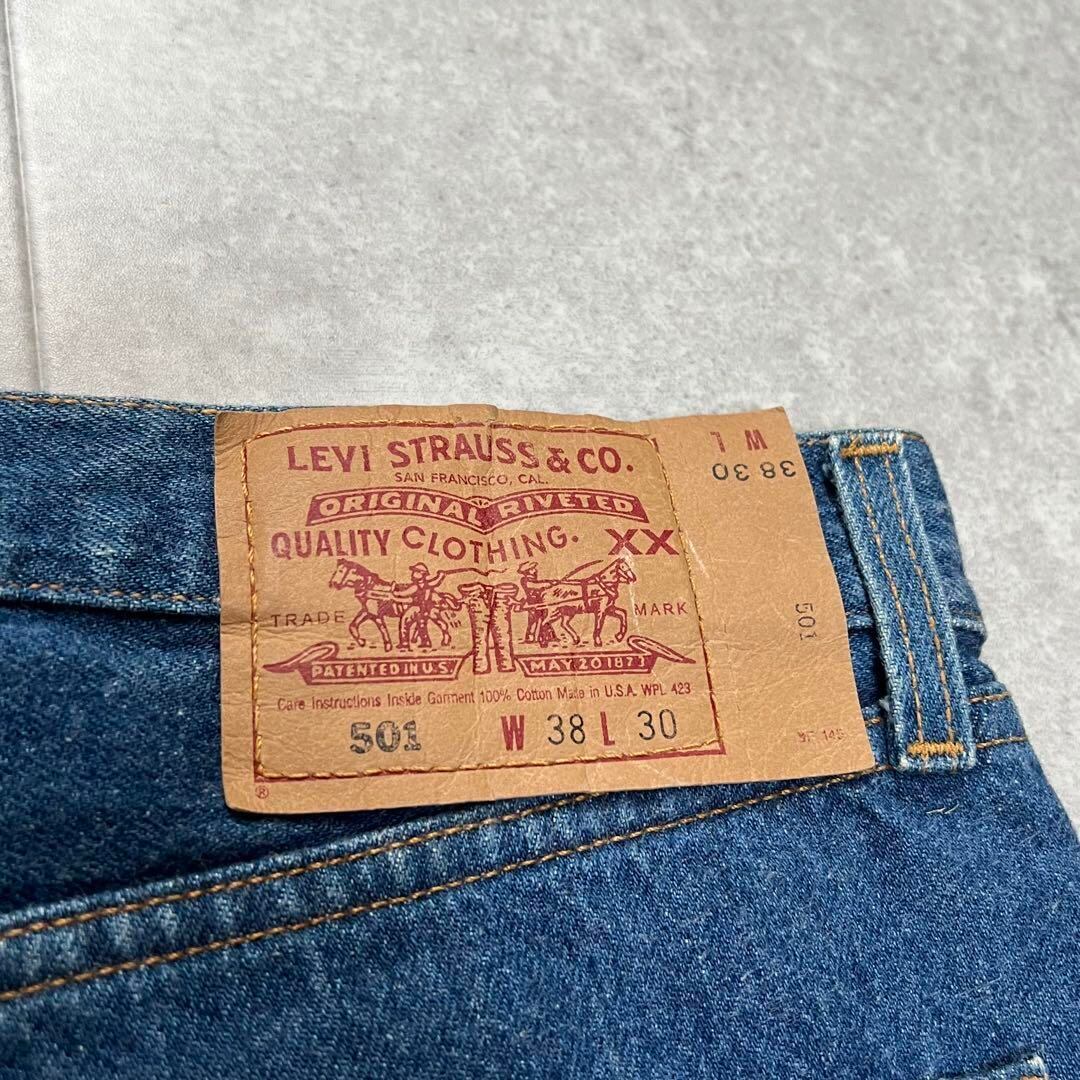 LEVI STRAUSS & CO.
SAN FRANCISCO, CAL.
ORIGINAL RIVETED
QUALITY CLOTHING. XX
TRADE MARK
PATENTED IN U.S. MAY 20 1873
Care Instructions Inside Garment 100% Cotton Made in U.S.A. WPL 423
501 W 38 L 30
®
W L
38 30
501